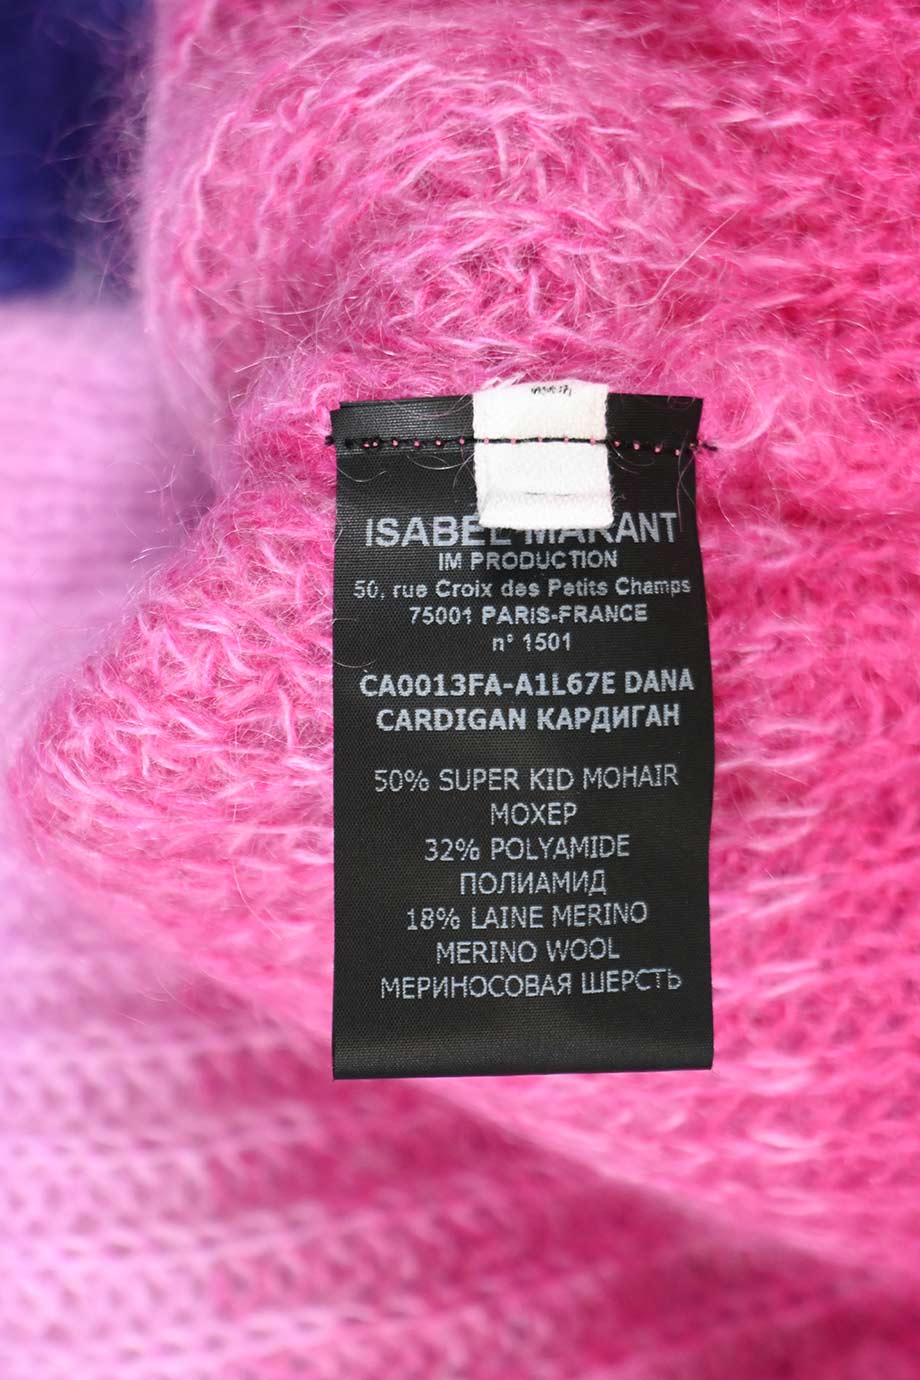 ISABEL MARANT
IM PRODUCTION
50, rue Croix des Petits Champs
75001 PARIS-FRANCE
n° 1501
CA0013FA-A1L67E DANA
CARDIGAN КАРДИГАН
50% SUPER KID MOHAIR
МОХЕР
32% POLYAMIDE
ПОЛИАМИД
18% LAINE MERINO
MERINO WOOL
МЕРИНОСОВАЯ ШЕРСТЬ